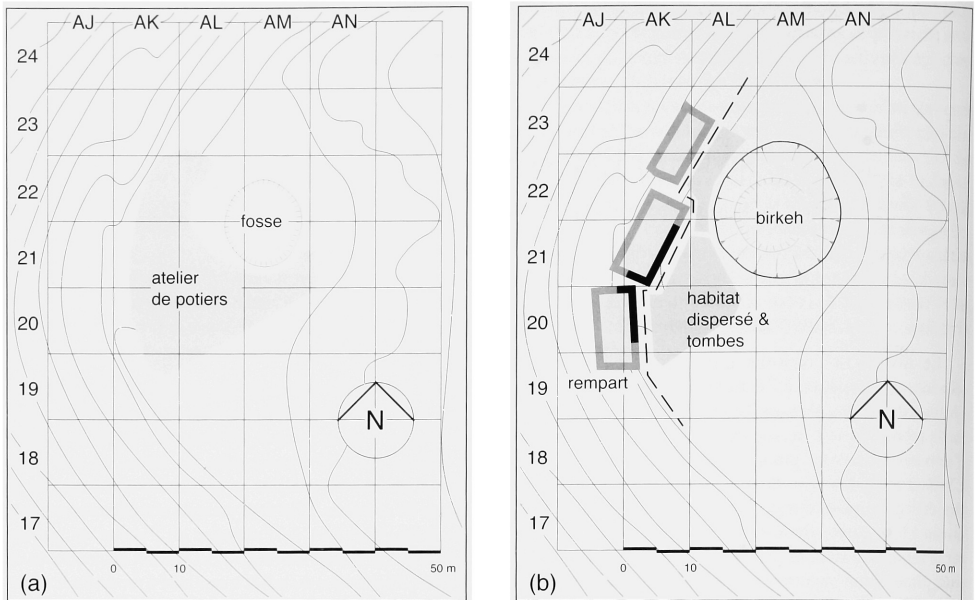 AJ AK AL AM AN
24
23
22
21
20
19
18
17
fosse
atelier
de potiers
N
0 10 50 m
(a)
AJ AK AL AM AN
24
23
22
21
20
19
18
17
birkeh
habitat
dispersé &
tombes
rempart
N
0 10 50 m
(b)